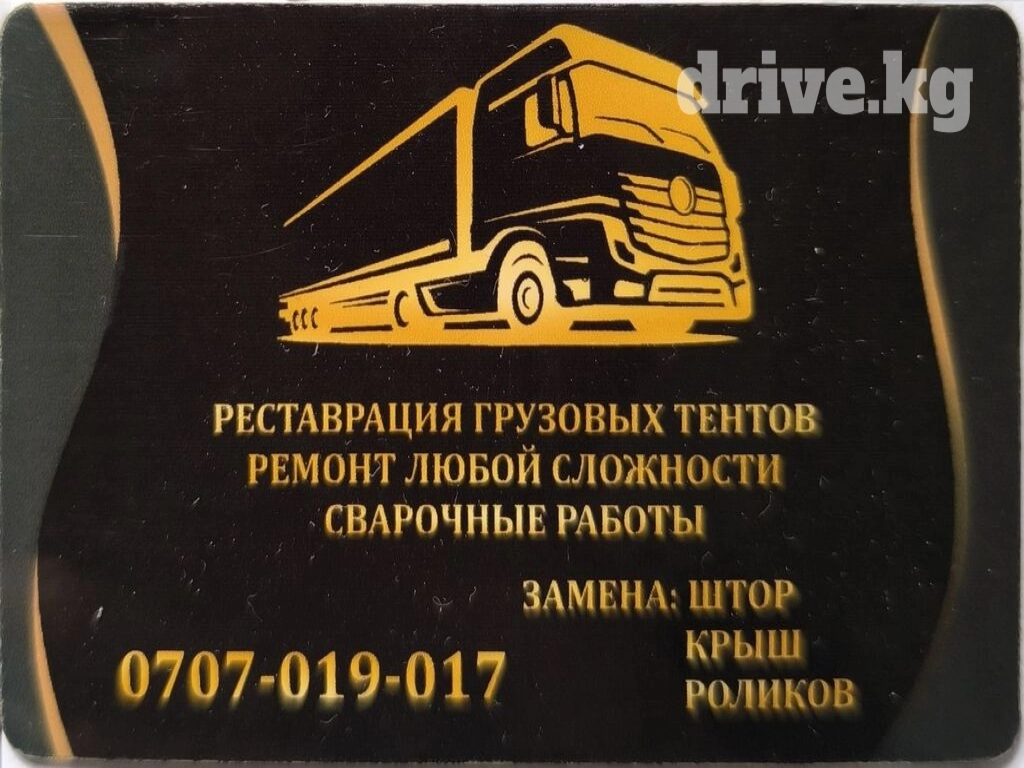 drive.kg
РЕСТАВРАЦИЯ ГРУЗОВЫХ ТЕНТОВ
РЕМОНТ ЛЮБОЙ СЛОЖНОСТИ
СВАРОЧНЫЕ РАБОТЫ
ЗАМЕНА: ШТОР
КРЫШ
РОЛИКОВ
0707-019-017